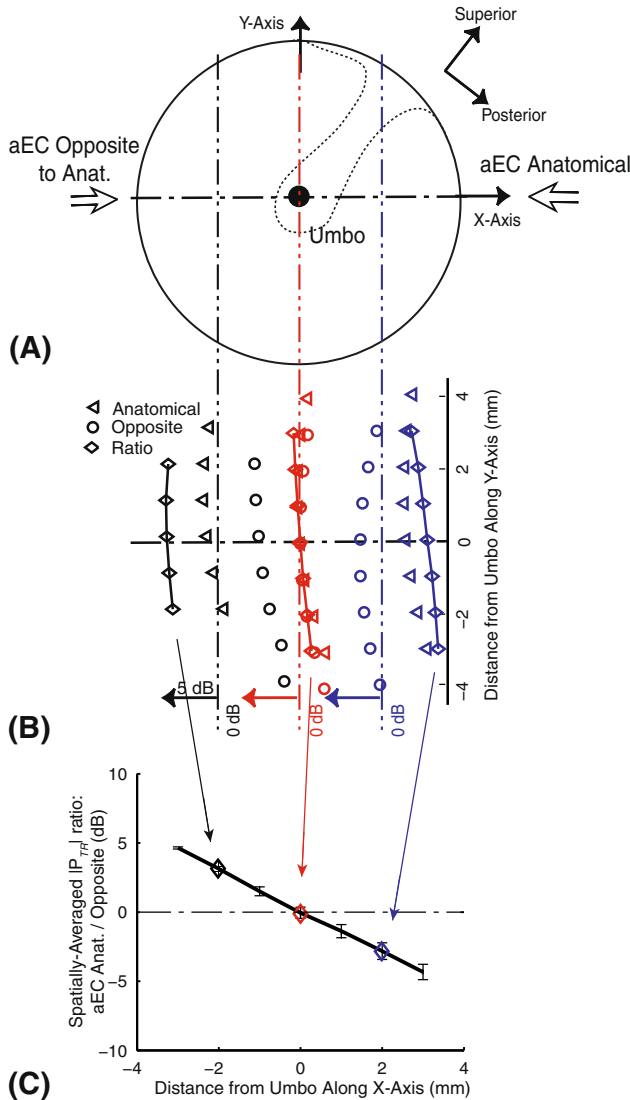 Y-Axis
Superior
Posterior
aEC Opposite
to Anat.
aEC Anatomical
X-Axis
Umbo
(A)
Anatomical
Opposite
Ratio
4
2
0
−2
−4
Distance from Umbo Along Y-Axis (mm)
5 dB
0 dB
0 dB
0 dB
(B)
10
5
0
−5
−10
Spatially-Averaged |P_TR| ratio:
aEC Anat. / Opposite (dB)
−4
−2
0
2
4
Distance from Umbo Along X-Axis (mm)
(C)